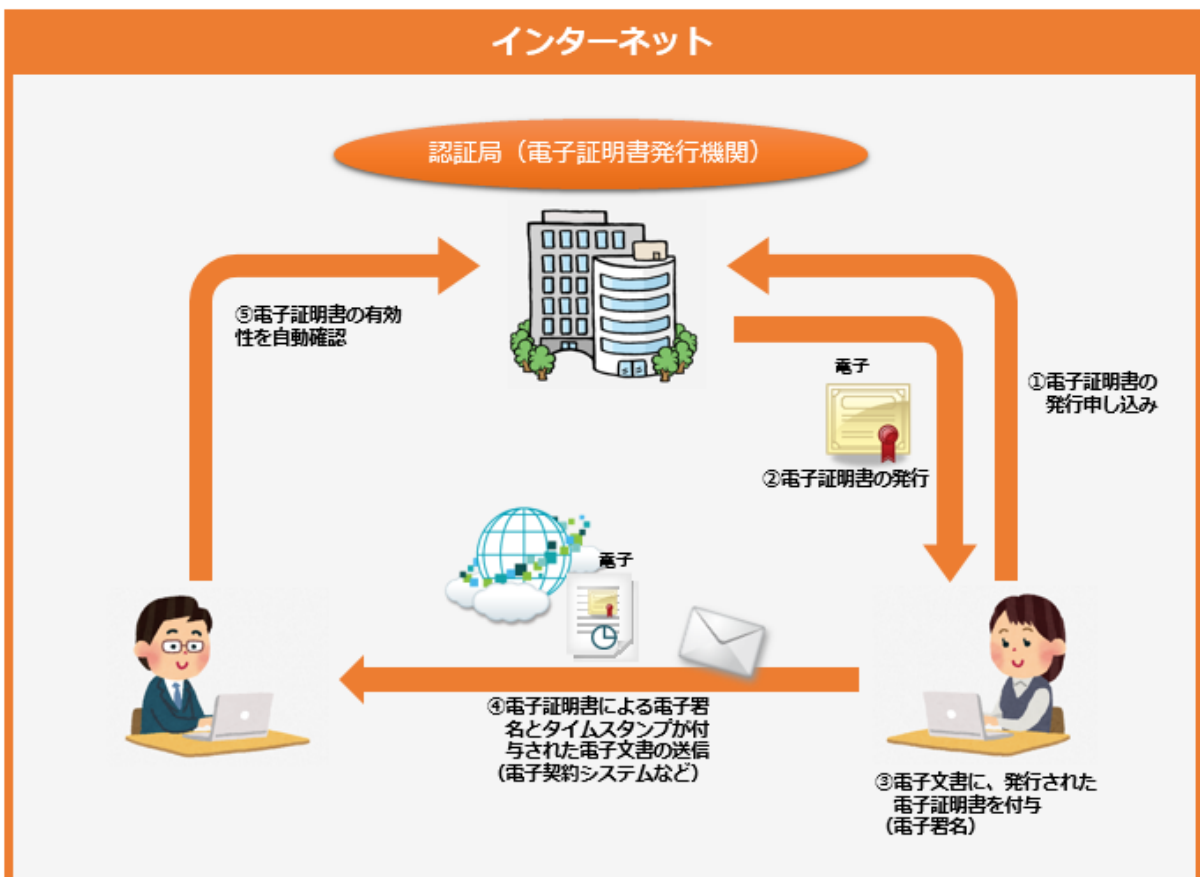 インターネット
認証局（電子証明書発行機関）
⑤電子証明書の有効
性を自動確認
電子
②電子証明書の発行
①電子証明書の
発行申し込み
電子
④電子証明書による電子署
名とタイムスタンプが付
与された電子文書の送信
（電子契約システムなど）
③電子文書に、発行された
電子証明書を付与
（電子署名）